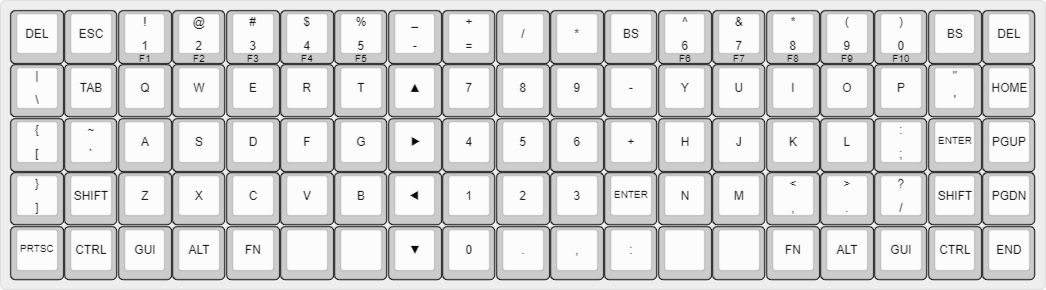 DEL ESC ! 1 F1 @ 2 F2 # 3 F3 $ 4 F4 % 5 F5 _ - + = / * BS ^ 6 F6 & 7 F7 * 8 F8 ( 9 F9 ) 0 F10 BS DEL
| \ TAB Q W E R T ▲ 7 8 9 - Y U I O P " ' HOME
{ [ ~ ` A S D F G ► 4 5 6 + H J K L : ; ENTER PGUP
} ] SHIFT Z X C V B ◄ 1 2 3 ENTER N M < , > . ? / SHIFT PGDN
PRTSC CTRL GUI ALT FN ▼ 0 . , : FN ALT GUI CTRL END